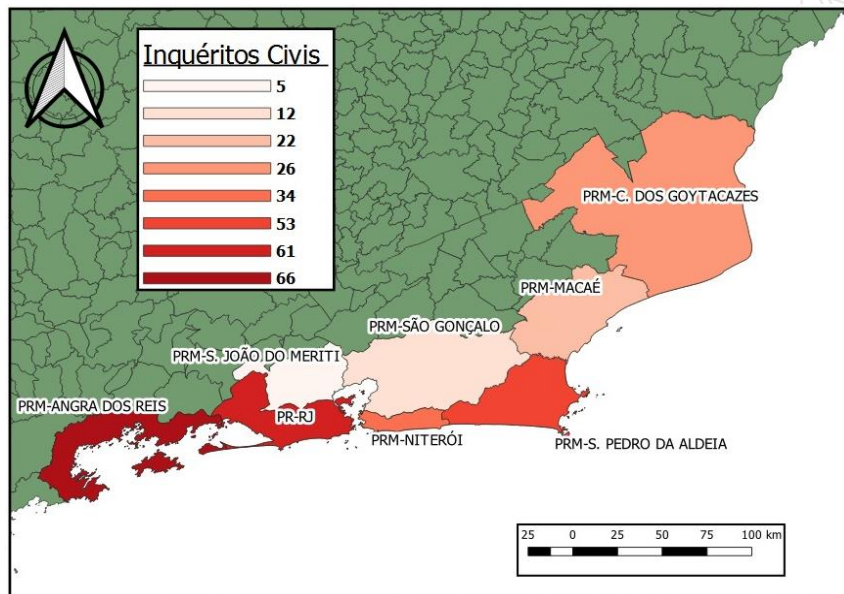 Inquéritos Civis
5
12
22
26
34
53
61
66
PRM-C. DOS GOYTACAZES
PRM-MACAÉ
PRM-SÃO GONÇALO
PRM-S. JOÃO DO MERITI
PRM-ANGRA DOS REIS
PR-RJ
PRM-NITERÓI
PRM-S. PEDRO DA ALDEIA
25 0 25 50 75 100 km